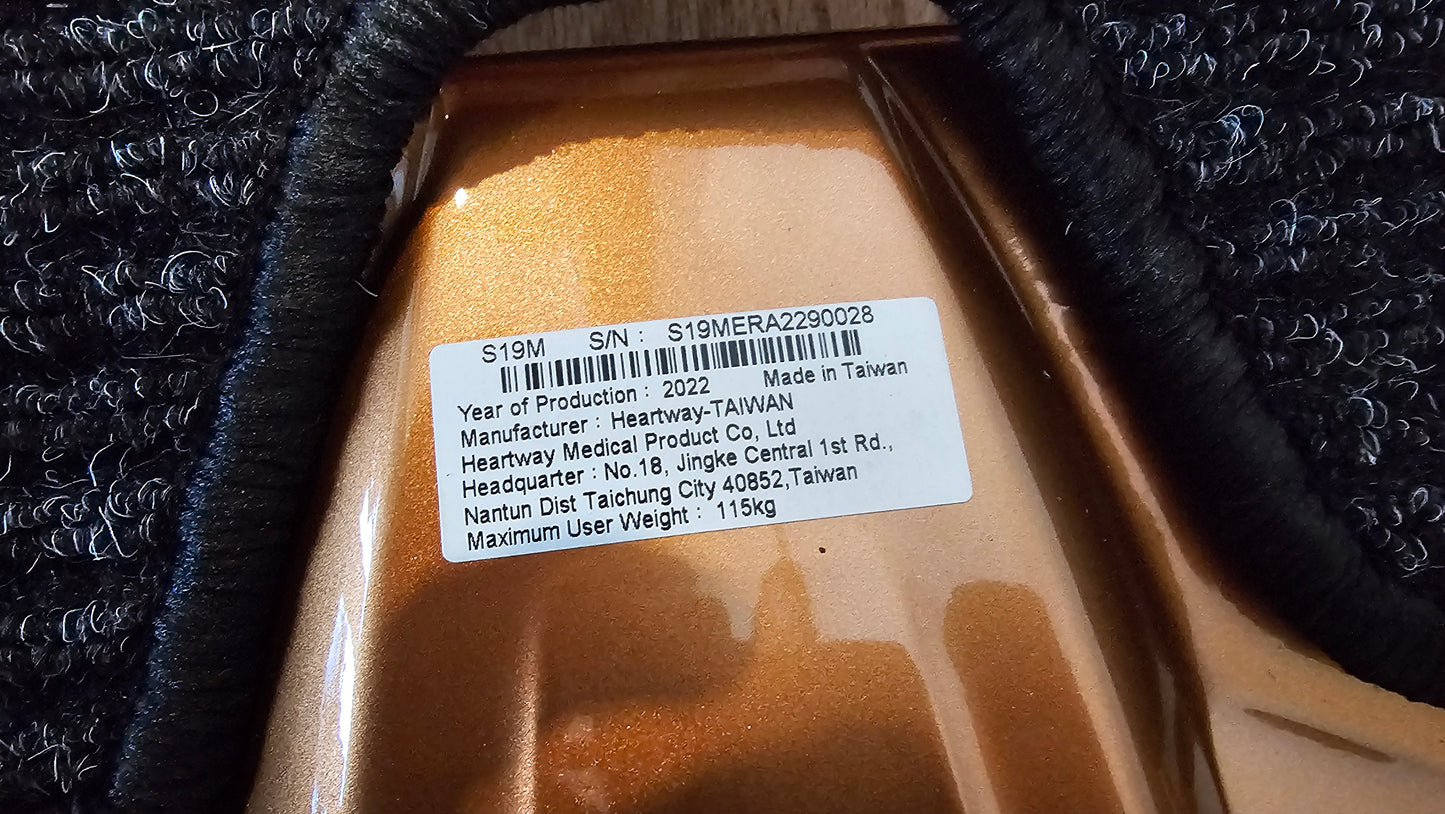 S19M S/N : S19MERA2290028
Year of Production : 2022 Made in Taiwan
Manufacturer : Heartway-TAIWAN
Heartway Medical Product Co, Ltd
Headquarter : No.18, Jingke Central 1st Rd.,
Nantun Dist Taichung City 40852,Taiwan
Maximum User Weight : 115kg